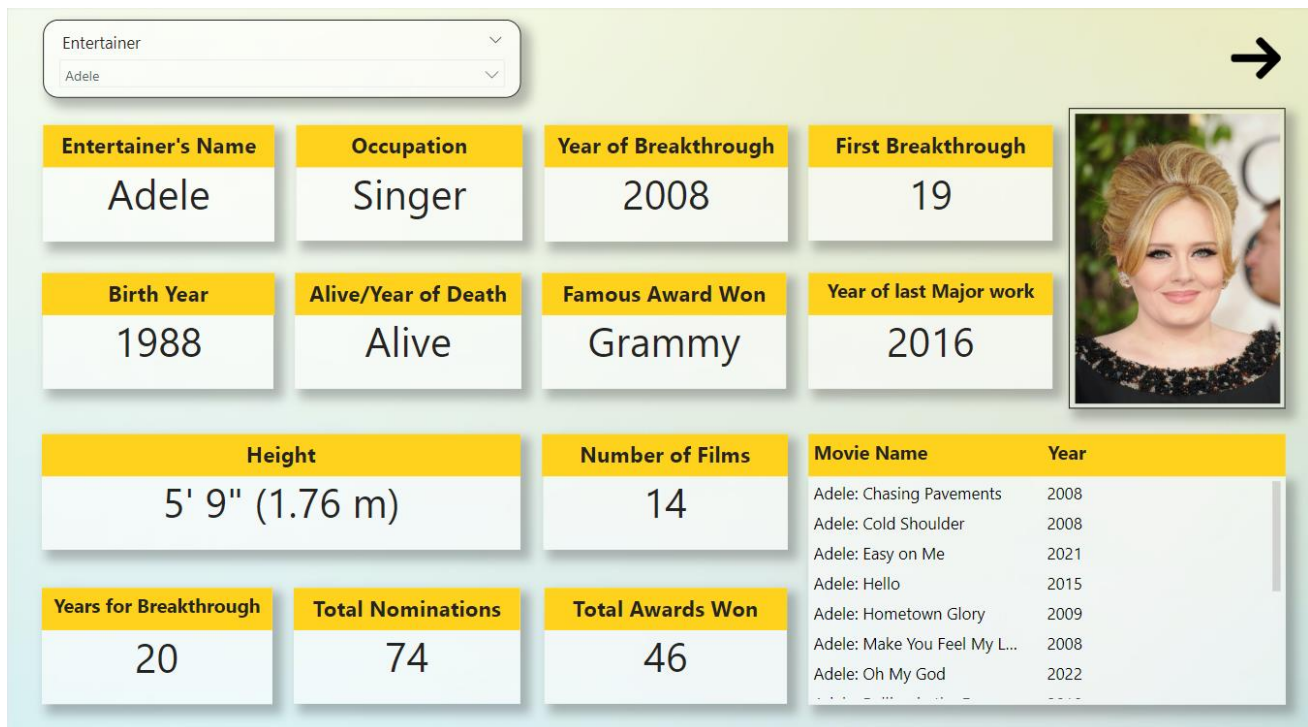 Entertainer
Adele
Entertainer's Name
Adele
Occupation
Singer
Year of Breakthrough
2008
First Breakthrough
19
Birth Year
1988
Alive/Year of Death
Alive
Famous Award Won
Grammy
Year of last Major work
2016
Height
5' 9" (1.76 m)
Number of Films
14
Years for Breakthrough
20
Total Nominations
74
Total Awards Won
46
Movie Name Year
Adele: Chasing Pavements 2008
Adele: Cold Shoulder 2008
Adele: Easy on Me 2021
Adele: Hello 2015
Adele: Hometown Glory 2009
Adele: Make You Feel My L... 2008
Adele: Oh My God 2022